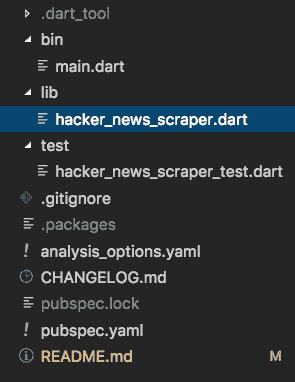 .dart_tool
bin
main.dart
lib
hacker_news_scraper.dart
test
hacker_news_scraper_test.dart
.gitignore
.packages
! analysis_options.yaml
CHANGELOG.md
pubspec.lock
! pubspec.yaml
README.md M